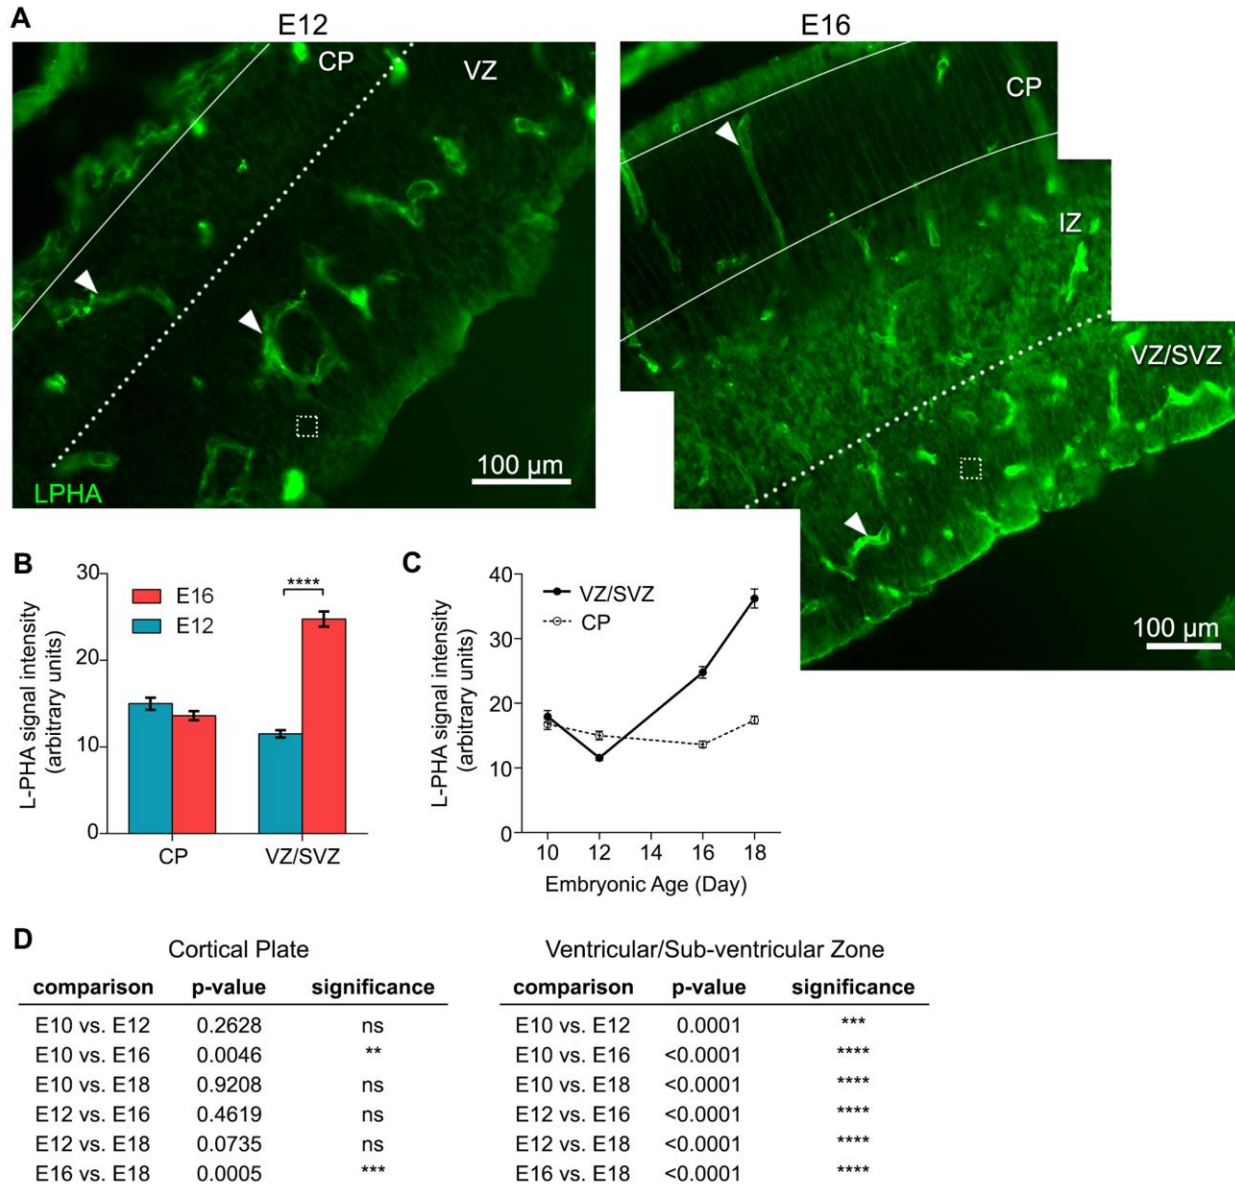 A
E12
E16
CP
VZ
LPHA
100 µm
CP
IZ
VZ/SVZ
100 µm
B
30
20
10
0
L-PHA signal intensity
(arbitrary units)
E16
E12
****
CP
VZ/SVZ
C
40
30
20
10
0
L-PHA signal intensity
(arbitrary units)
VZ/SVZ
CP
10 12 14 16 18
Embryonic Age (Day)
D
Cortical Plate
comparison p-value significance
E10 vs. E12 0.2628 ns
E10 vs. E16 0.0046 **
E10 vs. E18 0.9208 ns
E12 vs. E16 0.4619 ns
E12 vs. E18 0.0735 ns
E16 vs. E18 0.0005 ***
Ventricular/Sub-ventricular Zone
comparison p-value significance
E10 vs. E12 0.0001 ***
E10 vs. E16 <0.0001 ****
E10 vs. E18 <0.0001 ****
E12 vs. E16 <0.0001 ****
E12 vs. E18 <0.0001 ****
E16 vs. E18 <0.0001 ****